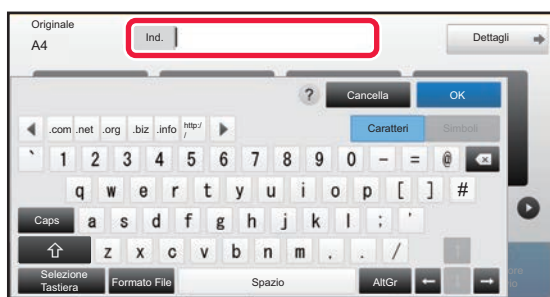 Originale
A4
Ind.
Dettagli
?
Cancella
OK
.com .net .org .biz .info http:/
/
Caratteri
Simboli
` 1 2 3 4 5 6 7 8 9 0 - = @
q w e r t y u i o p [ ] #
Caps a s d f g h j k l ; '
z x c v b n m , . /
Selezione
Tastiera
Formato File
Spazio
AltGr